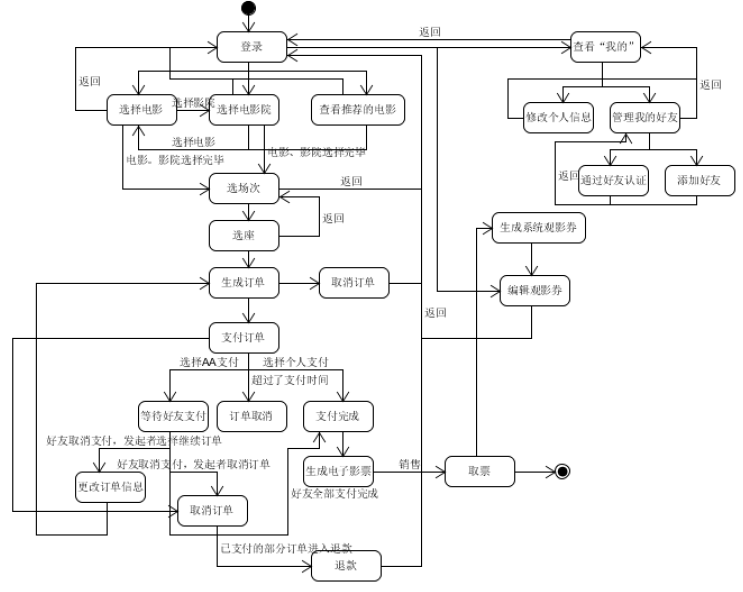 返回
登录
查看“我的”
返回
返回
选择电影
选择影院
选择电影院
查看推荐的电影
修改个人信息
管理我的好友
选择电影
电影、影院选择完毕
电影、影院选择完毕
返回
通过好友认证
添加好友
选场次
返回
返回
选座
生成系统观影券
生成订单
取消订单
编辑观影券
返回
支付订单
选择AA支付
选择个人支付
超过了支付时间
等待好友支付
订单取消
支付完成
好友取消支付，发起者选择继续订单
好友取消支付，发起者取消订单
生成电子影票
销售
取票
更改订单信息
好友全部支付完成
取消订单
已支付的部分订单进入退款
退款